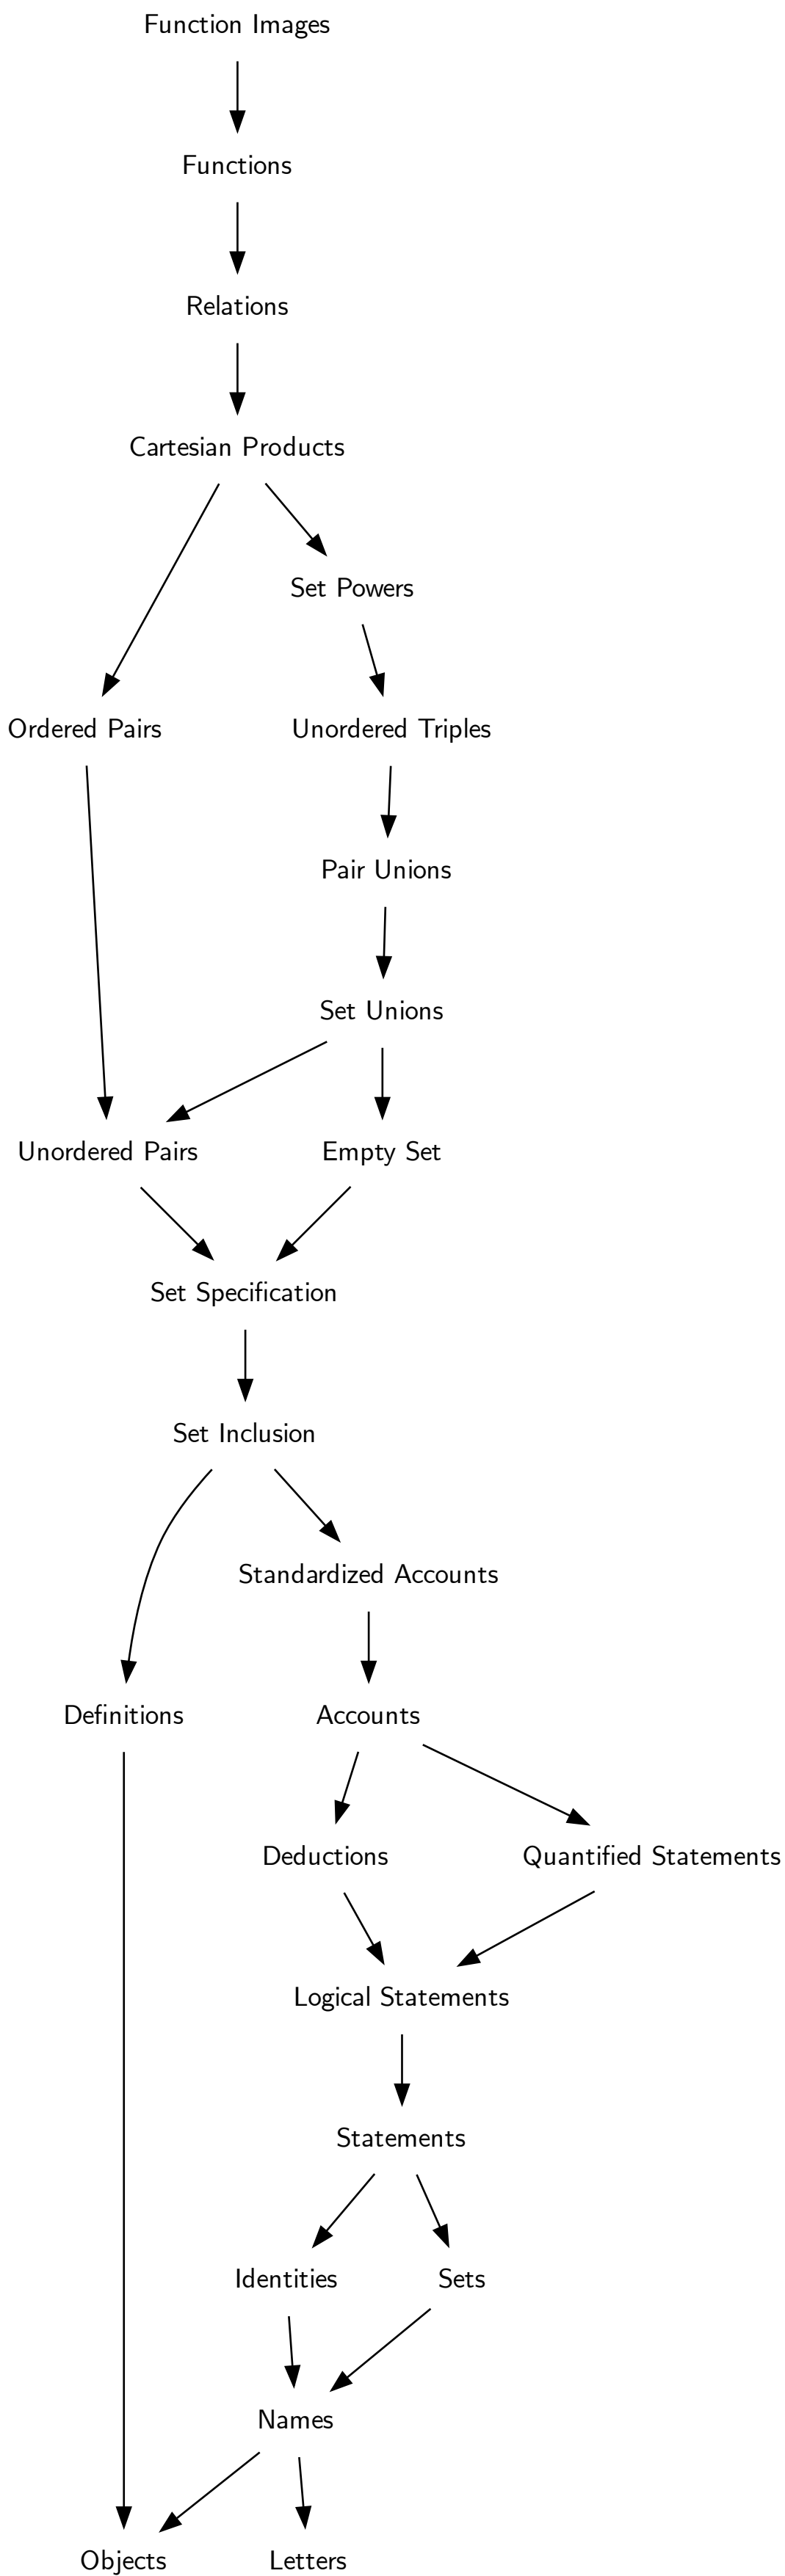 Function Images
Functions
Relations
Cartesian Products
Set Powers
Ordered Pairs
Unordered Triples
Pair Unions
Set Unions
Unordered Pairs
Empty Set
Set Specification
Set Inclusion
Standardized Accounts
Definitions
Accounts
Deductions
Quantified Statements
Logical Statements
Statements
Identities
Sets
Names
Objects
Letters